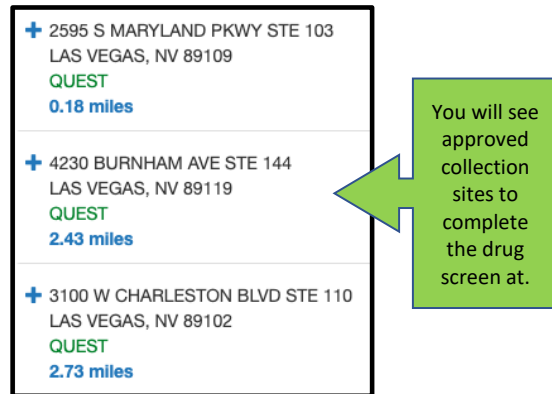 2595 S MARYLAND PKWY STE 103
LAS VEGAS, NV 89109
QUEST
0.18 miles
4230 BURNHAM AVE STE 144
LAS VEGAS, NV 89119
QUEST
2.43 miles
3100 W CHARLESTON BLVD STE 110
LAS VEGAS, NV 89102
QUEST
2.73 miles
You will see
approved
collection
sites to
complete
the drug
screen at.